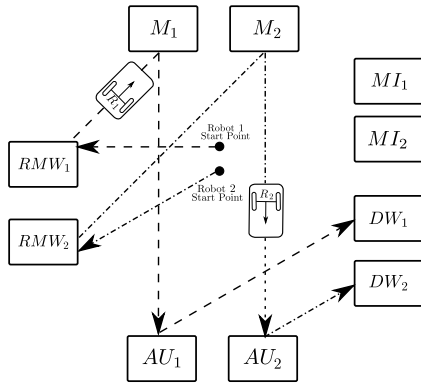 M₁
M₂
R₁
MI₁
MI₂
Robot 1
Start Point
RMW₁
Robot 2
Start Point
R₂
DW₁
RMW₂
DW₂
AU₁
AU₂